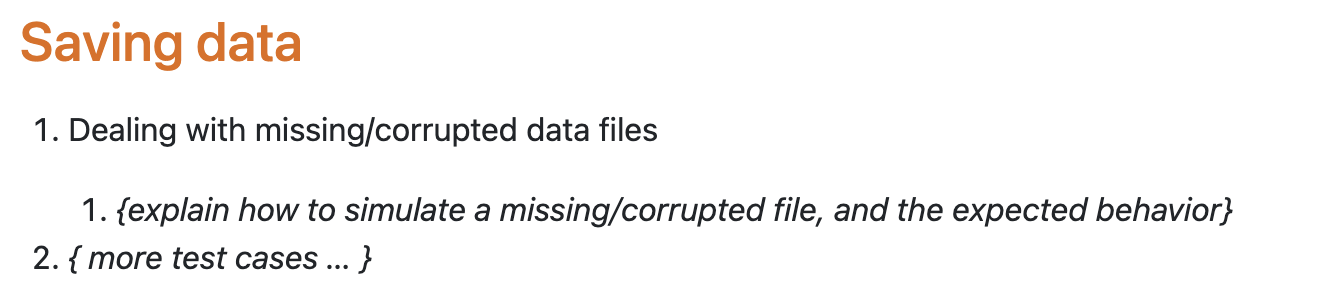 Saving data
1. Dealing with missing/corrupted data files
1. {explain how to simulate a missing/corrupted file, and the expected behavior}
2. { more test cases ... }